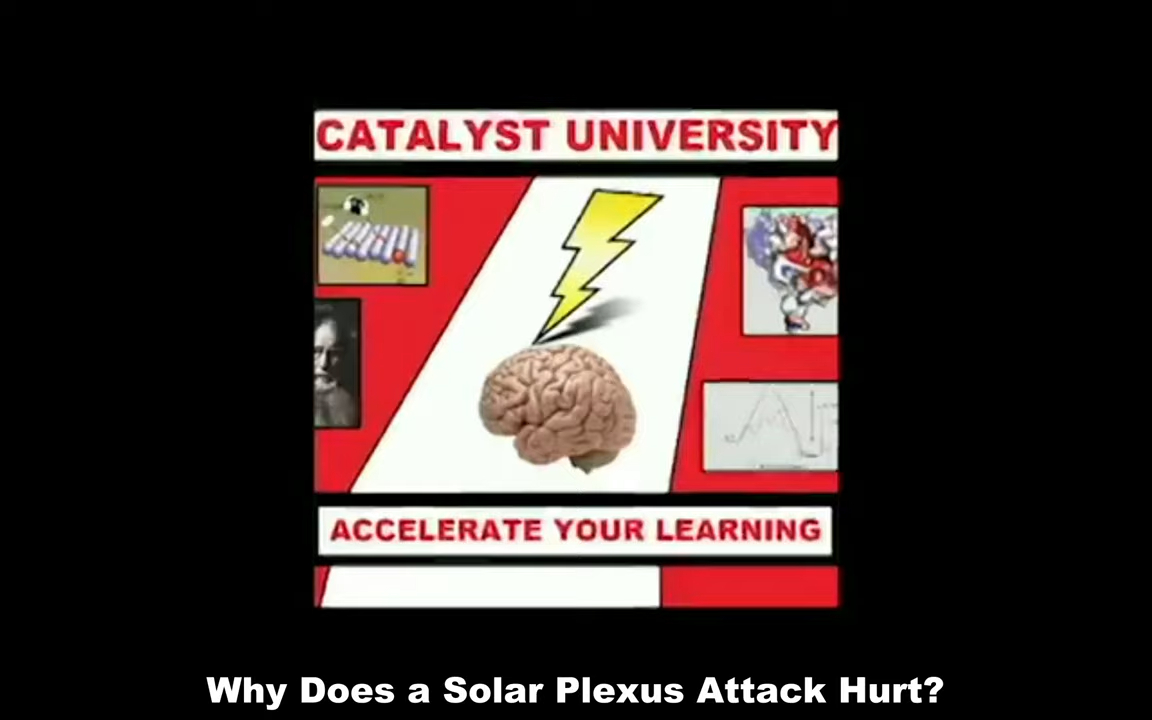 CATALYST UNIVERSITY
ACCELERATE YOUR LEARNING
Why Does a Solar Plexus Attack Hurt?